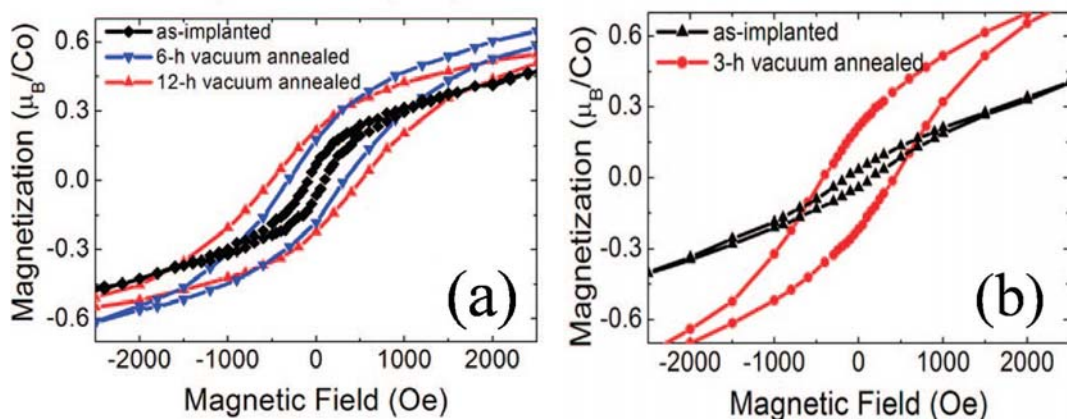 as-implanted
6-h vacuum annealed
12-h vacuum annealed
Magnetization (μB/Co)
0.6
0.3
0.0
-0.3
-0.6
(a)
-2000 -1000 0 1000 2000
Magnetic Field (Oe)
as-implanted
3-h vacuum annealed
Magnetization (μB/Co)
0.6
0.3
0.0
-0.3
-0.6
(b)
-2000 -1000 0 1000 2000
Magnetic Field (Oe)